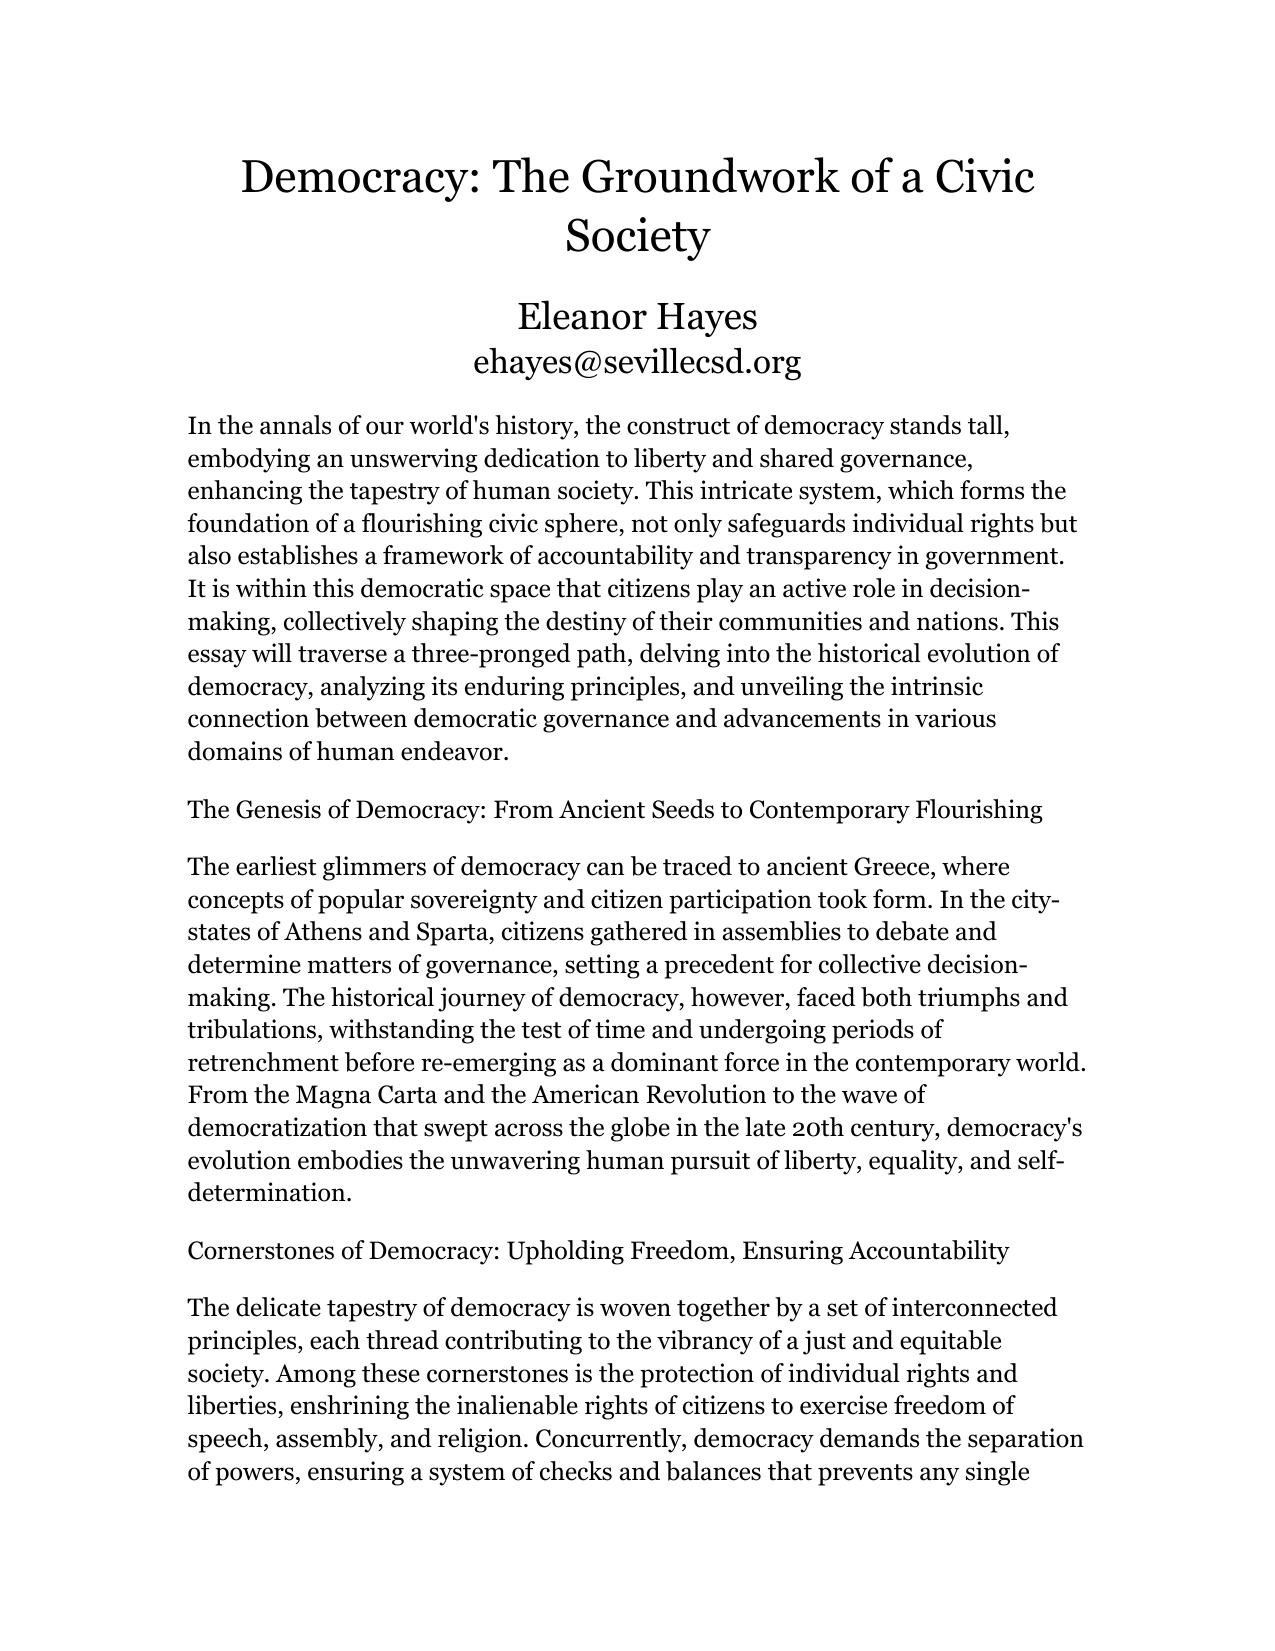 Democracy: The Groundwork of a Civic
Society
Eleanor Hayes
ehayes@sevillecsd.org
In the annals of our world's history, the construct of democracy stands tall,
embodying an unswerving dedication to liberty and shared governance,
enhancing the tapestry of human society. This intricate system, which forms the
foundation of a flourishing civic sphere, not only safeguards individual rights but
also establishes a framework of accountability and transparency in government.
It is within this democratic space that citizens play an active role in decision-
making, collectively shaping the destiny of their communities and nations. This
essay will traverse a three-pronged path, delving into the historical evolution of
democracy, analyzing its enduring principles, and unveiling the intrinsic
connection between democratic governance and advancements in various
domains of human endeavor.
The Genesis of Democracy: From Ancient Seeds to Contemporary Flourishing
The earliest glimmers of democracy can be traced to ancient Greece, where
concepts of popular sovereignty and citizen participation took form. In the city-
states of Athens and Sparta, citizens gathered in assemblies to debate and
determine matters of governance, setting a precedent for collective decision-
making. The historical journey of democracy, however, faced both triumphs and
tribulations, withstanding the test of time and undergoing periods of
retrenchment before re-emerging as a dominant force in the contemporary world.
From the Magna Carta and the American Revolution to the wave of
democratization that swept across the globe in the late 20th century, democracy's
evolution embodies the unwavering human pursuit of liberty, equality, and self-
determination.
Cornerstones of Democracy: Upholding Freedom, Ensuring Accountability
The delicate tapestry of democracy is woven together by a set of interconnected
principles, each thread contributing to the vibrancy of a just and equitable
society. Among these cornerstones is the protection of individual rights and
liberties, enshrining the inalienable rights of citizens to exercise freedom of
speech, assembly, and religion. Concurrently, democracy demands the separation
of powers, ensuring a system of checks and balances that prevents any single